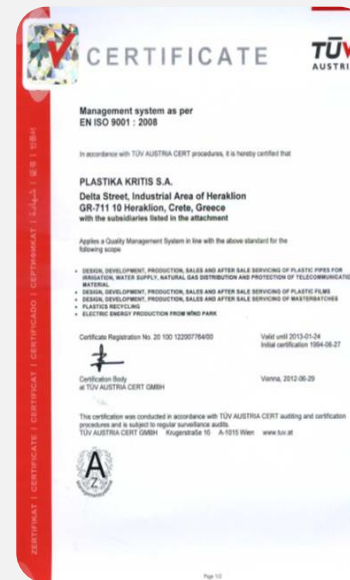 CERTIFICATE
TÜV
AUSTRI
Management system as per
EN ISO 9001 : 2008
In accordance with TÜV AUSTRIA CERT procedures, it is hereby certified that
PLASTIKA KRITIS S.A.
Delta Street, Industrial Area of Heraklion
GR-711 10 Heraklion, Crete, Greece
with the subsidiaries listed in the attachment
Applies a Quality Management System in line with the above standard for the
following scope
• DESIGN, DEVELOPMENT, PRODUCTION, SALES AND AFTER SALE SERVICING OF PLASTIC PIPES FOR
IRRIGATION, WATER SUPPLY, NATURAL GAS DISTRIBUTION AND PROTECTION OF TELECOMMUNICATIO
MATERIAL
• DESIGN, DEVELOPMENT, PRODUCTION, SALES AND AFTER SALE SERVICING OF PLASTIC FILMS
• DESIGN, DEVELOPMENT, PRODUCTION, SALES AND AFTER SALE SERVICING OF MASTERBATCHES
• PLASTICS RECYCLING
• ELECTRIC ENERGY PRODUCTION FROM WIND PARK
Certificate Registration No. 20 100 122007764/00
Valid until 2013-01-24
Initial certification 1994-06-27
Certification Body
at TÜV AUSTRIA CERT GMBH
Vienna, 2012-06-29
This certification was conducted in accordance with TÜV AUSTRIA CERT auditing and certification
procedures and is subject to regular surveillance audits.
TÜV AUSTRIA CERT GMBH Krugerstraße 16 A-1015 Wien www.tuv.at
A
Z
Page 1/2
ZERTIFIKAT | CERTIFICATE | CERTIFICAT | CERTIFICADO | СЕРТИФИКАТ